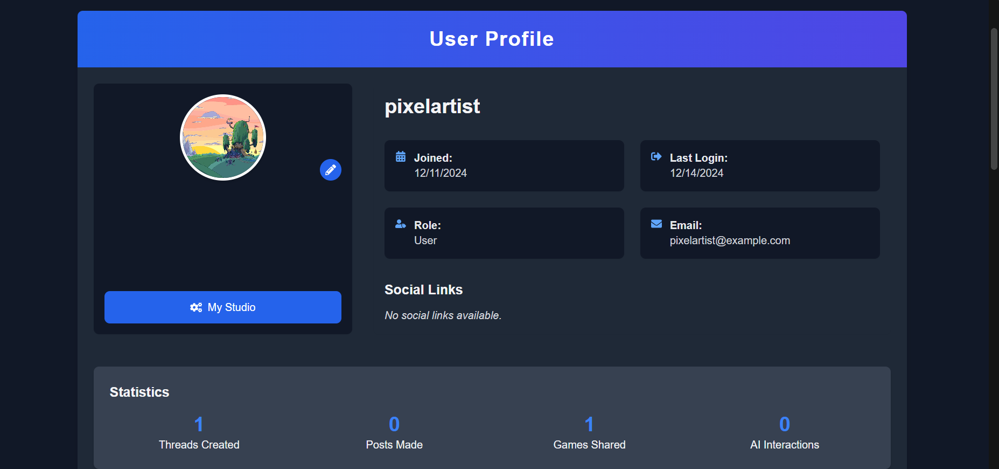 User Profile
pixelartist
Joined:
12/11/2024
Last Login:
12/14/2024
Role:
User
Email:
pixelartist@example.com
My Studio
Social Links
No social links available.
Statistics
1
Threads Created
0
Posts Made
1
Games Shared
0
AI Interactions